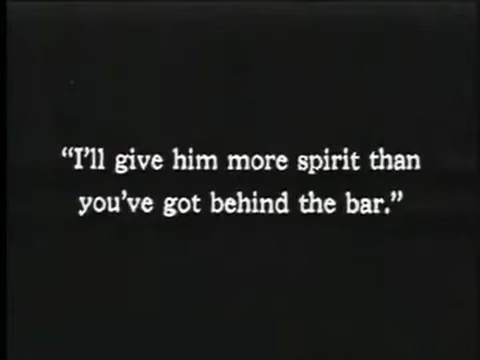 “I’ll give him more spirit than
you’ve got behind the bar.”